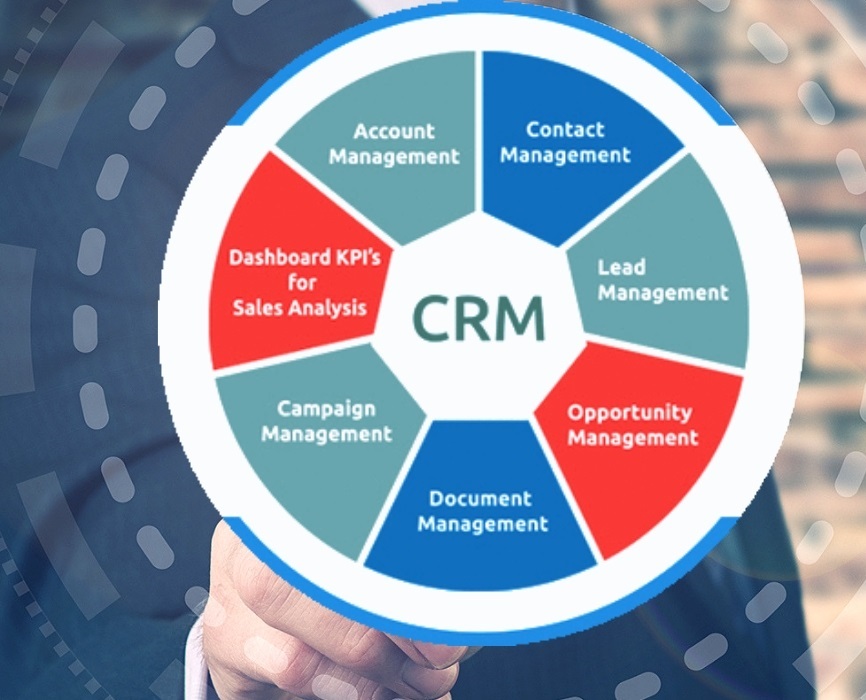 Account
Management
Contact
Management
Dashboard KPI's
for
Sales Analysis
CRM
Lead
Management
Campaign
Management
Opportunity
Management
Document
Management